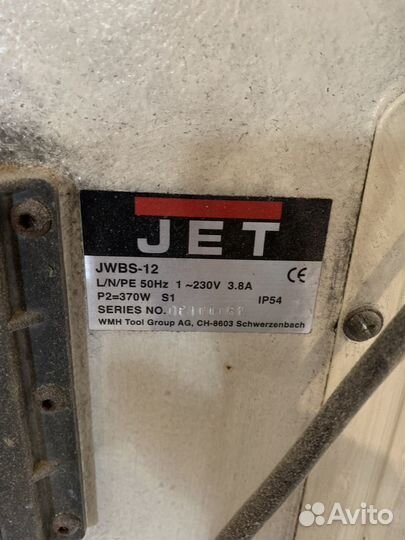 JET
JWBS-12
CE
L/N/PE 50Hz 1 ~230V 3.8A
P2=370W S1 IP54
SERIES NO.
WMH Tool Group AG, CH-8603 Schwerzenbach
Avito